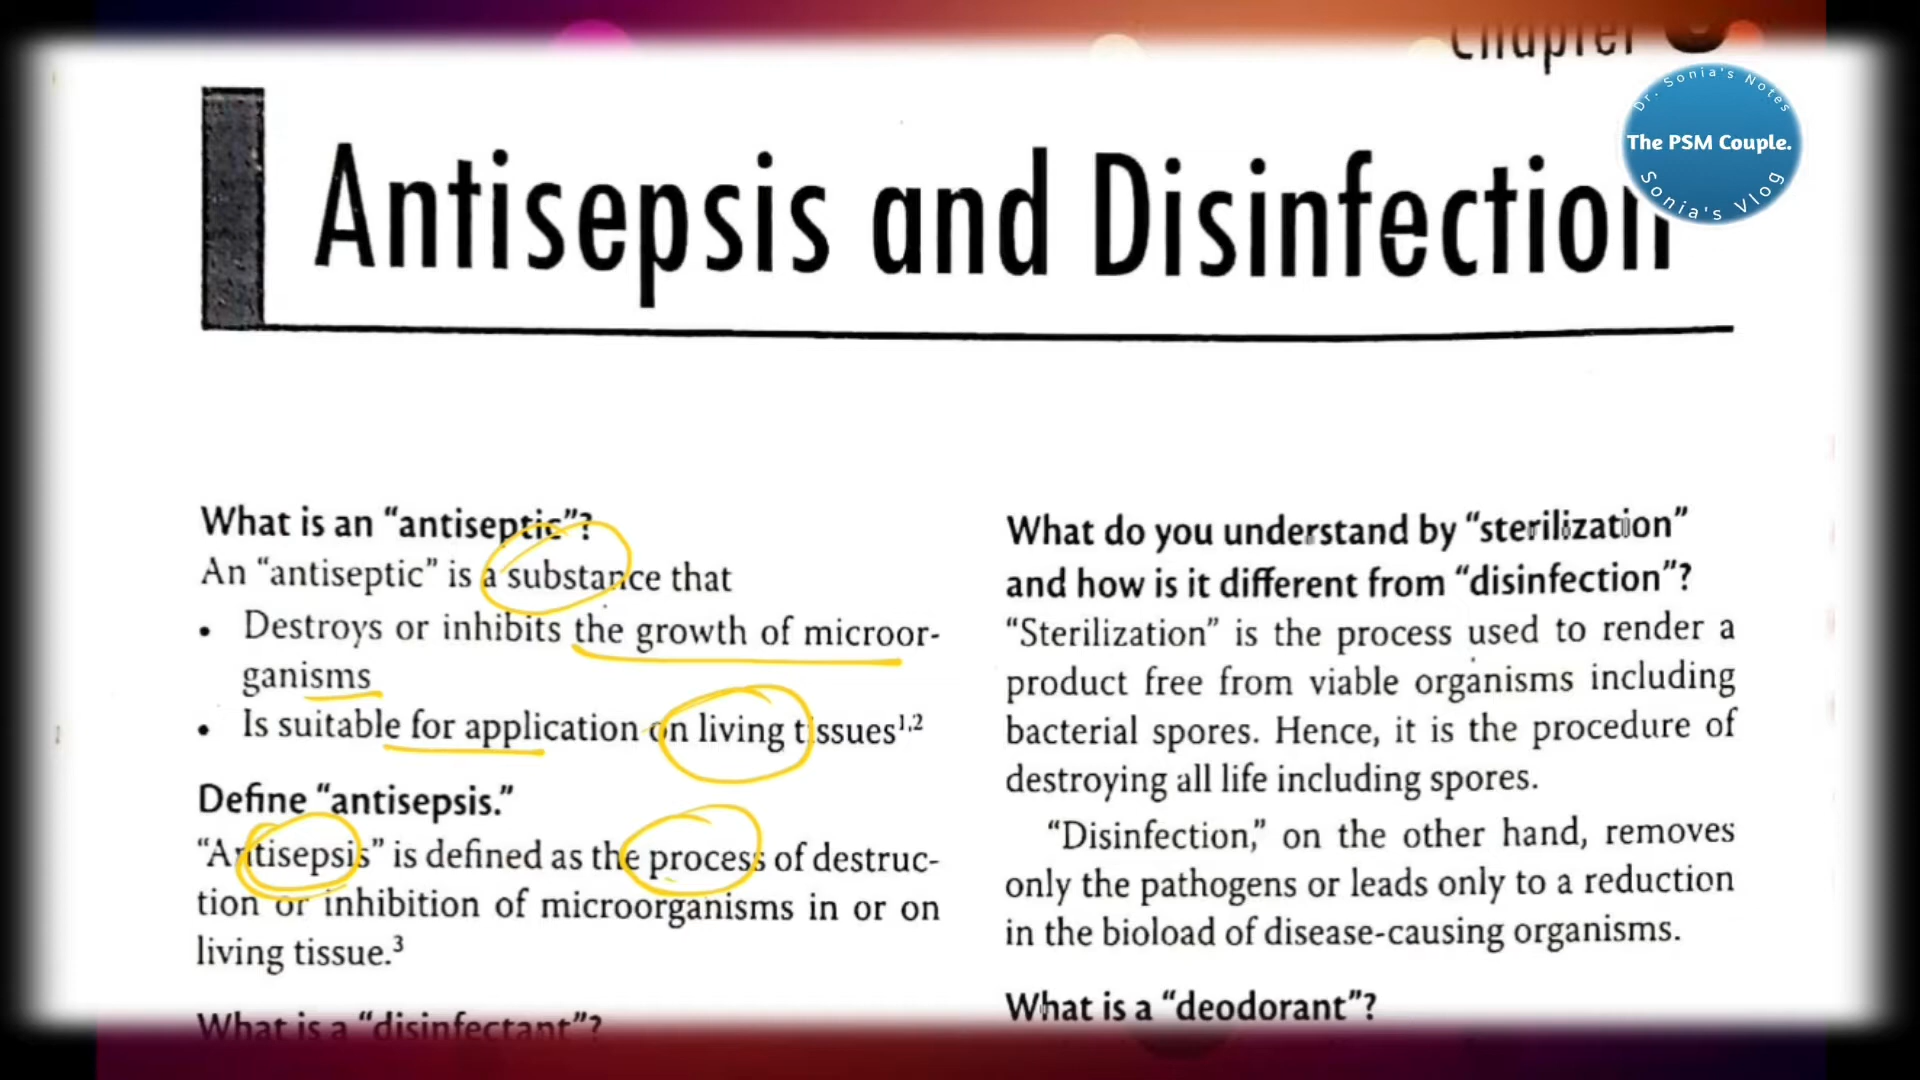 Chapter
Dr. Sonia's Notes
The PSM Couple.
Sonia's Vlog
Antisepsis and Disinfection
What is an “antiseptic”?
An “antiseptic” is a substance that
• Destroys or inhibits the growth of microor-
ganisms
• Is suitable for application on living tissues1,2
Define “antisepsis.”
“Antisepsis” is defined as the process of destruc-
tion or inhibition of microorganisms in or on
living tissue.3
What is a “disinfectant”?
What do you understand by “sterilization”
and how is it different from “disinfection”?
“Sterilization” is the process used to render a
product free from viable organisms including
bacterial spores. Hence, it is the procedure of
destroying all life including spores.
“Disinfection,” on the other hand, removes
only the pathogens or leads only to a reduction
in the bioload of disease-causing organisms.
What is a “deodorant”?